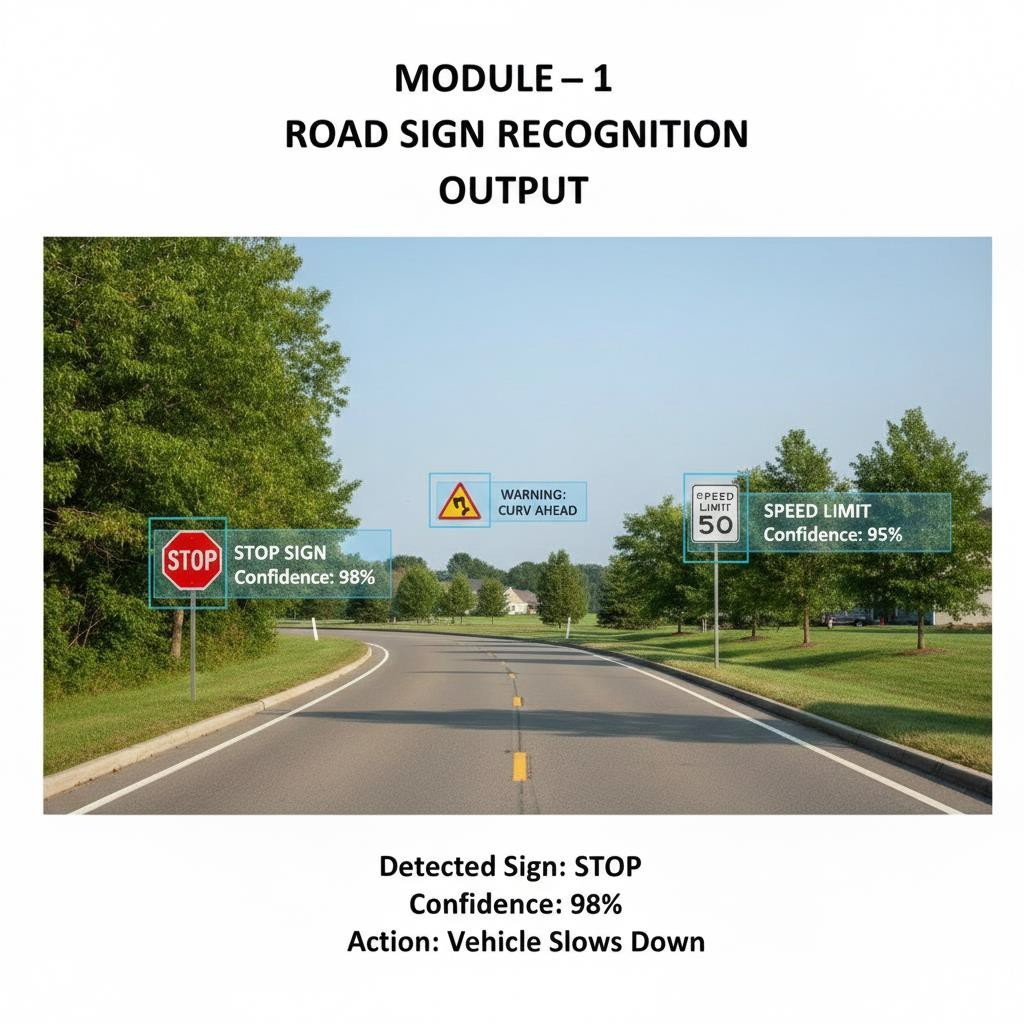 MODULE – 1
ROAD SIGN RECOGNITION
OUTPUT
WARNING:
CURV AHEAD
SPEED
LIMIT
50
SPEED LIMIT
Confidence: 95%
STOP
STOP SIGN
Confidence: 98%
Detected Sign: STOP
Confidence: 98%
Action: Vehicle Slows Down